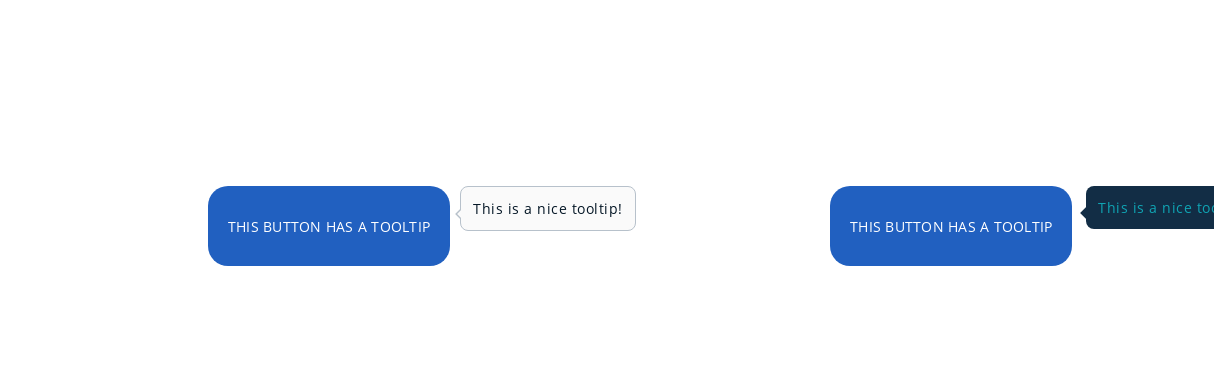 THIS BUTTON HAS A TOOLTIP
This is a nice tooltip!
THIS BUTTON HAS A TOOLTIP
This is a nice